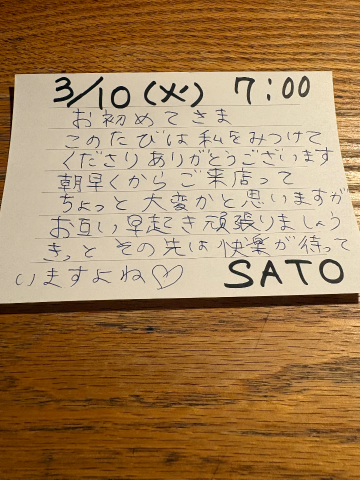 3/10(火) 7:00
お初めてさま
このたびは私をみつけて
くださりありがとうございます
朝早くからご来店って
ちょっと大変かと思いますが
お互い早起き頑張りましょう
きっとその先は快楽が待って
いますよね♡ SATO